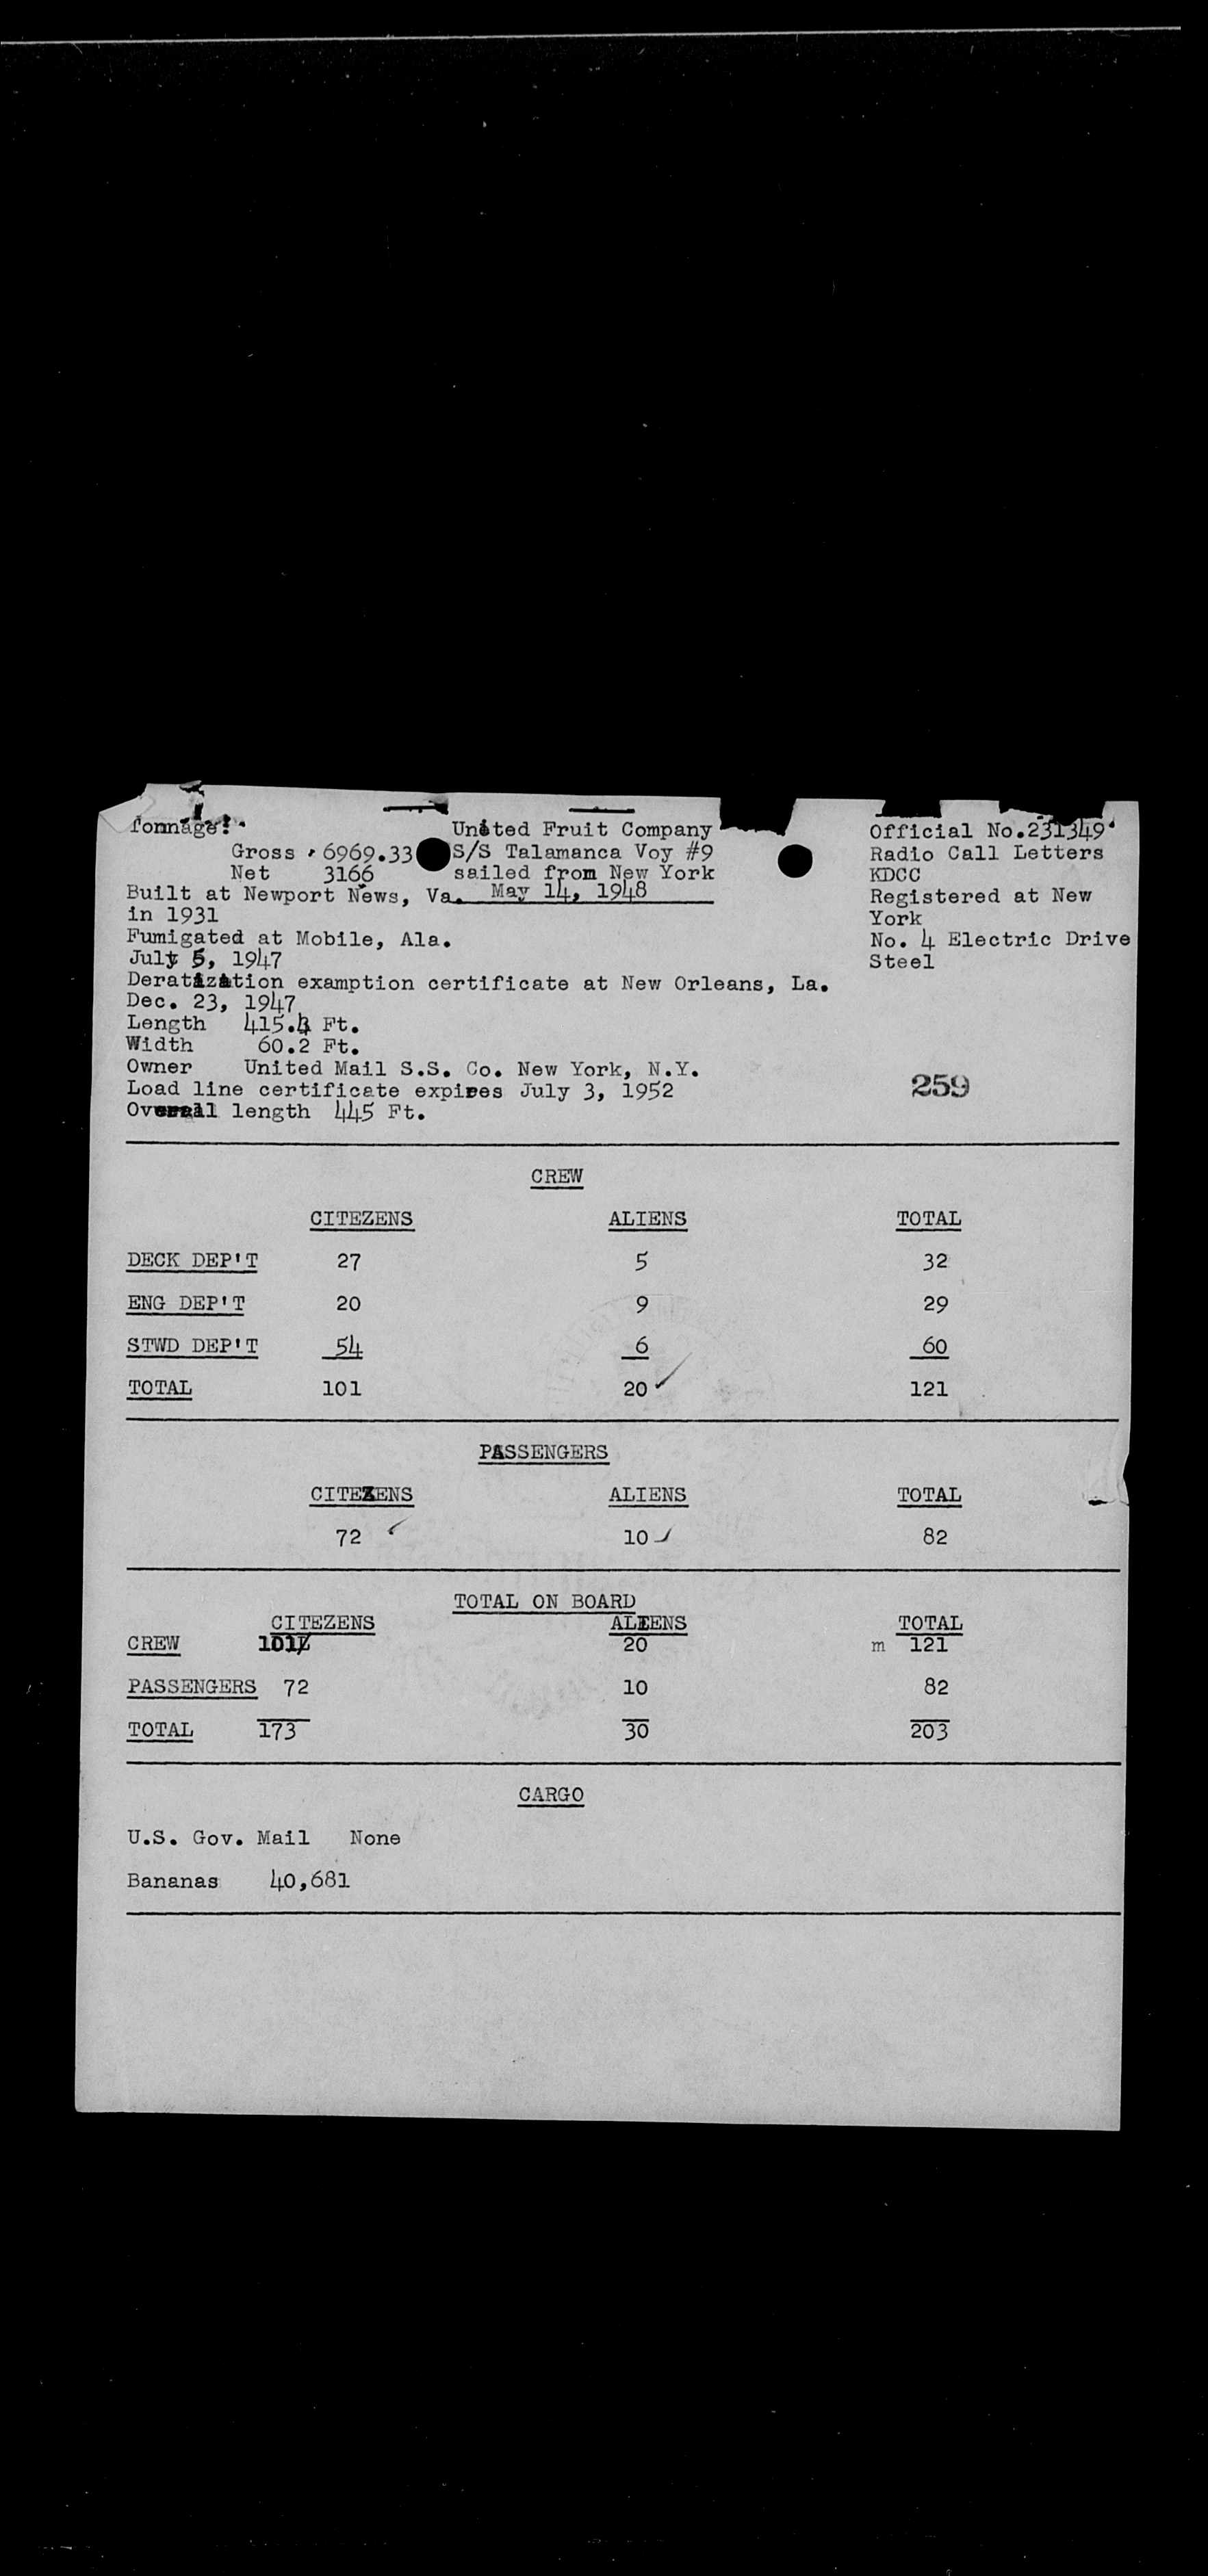 Tonnage:
United Fruit Company
Official No.231349
Gross 6969.33
S/S Talamanca Voy #9
Radio Call Letters
Net 3166
sailed from New York
KDCC
Built at Newport News, Va.
May 14, 1948
Registered at New
in 1931
York
Fumigated at Mobile, Ala.
No. 4 Electric Drive
July 5, 1947
Steel
Deratization examption certificate at New Orleans, La.
Dec. 23, 1947
Length 415. Ft.
Width 60.2 Ft.
Owner United Mail S.S. Co. New York, N.Y.
Load line certificate expires July 3, 1952
259
Overall length 445 Ft.
CREW
CITEZENS ALIENS TOTAL
DECK DEP'T 27 5 32
ENG DEP'T 20 9 29
STWD DEP'T 54 6 60
TOTAL 101 20 121
PASSENGERS
CITEZENS ALIENS TOTAL
72 10 82
TOTAL ON BOARD
CITEZENS ALIENS TOTAL
CREW 101 20 m 121
PASSENGERS 72 10 82
TOTAL 173 30 203
CARGO
U.S. Gov. Mail None
Bananas 40,681